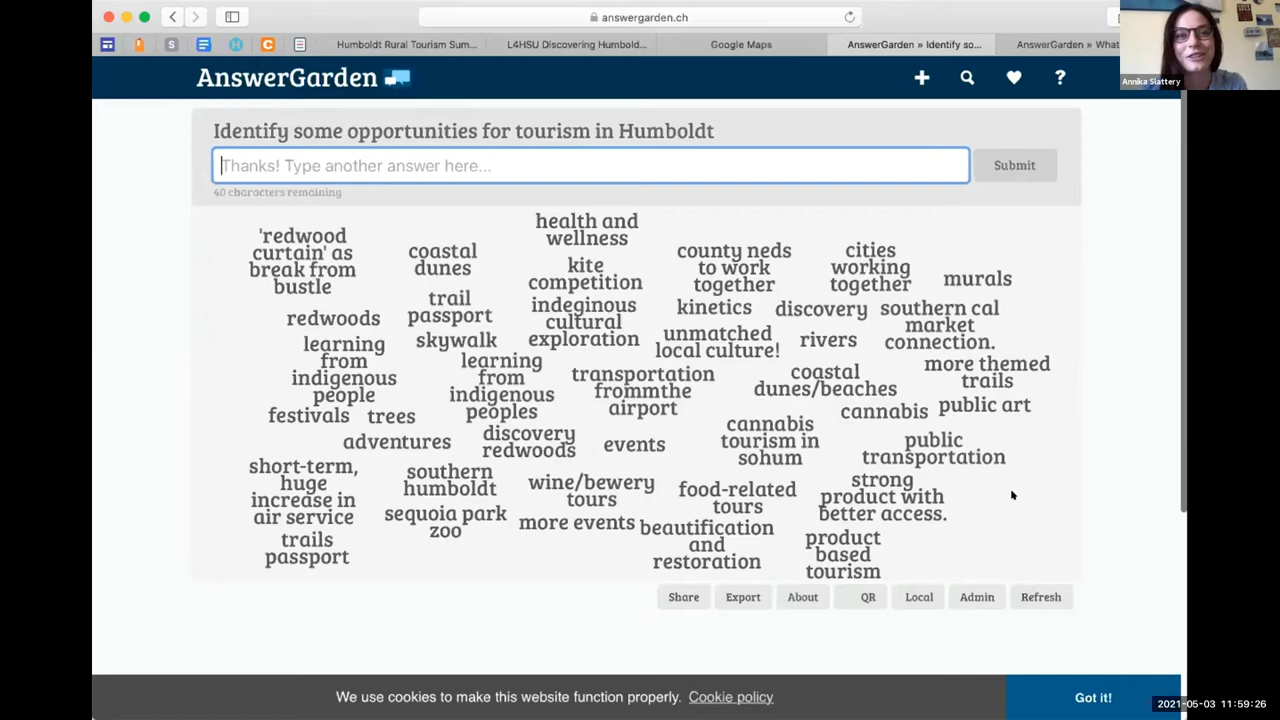 answergarden.ch
Humboldt Rural Tourism Sum...
L4HSU Discovering Humbold...
Google Maps
AnswerGarden » Identify so...
AnswerGarden » What
Annika Slattery
AnswerGarden
Identify some opportunities for tourism in Humboldt
Thanks! Type another answer here...
Submit
40 characters remaining
'redwood
curtain' as
break from
bustle
coastal
dunes
health and
wellness
kite
competition
county neds
to work
together
cities
working
together
murals
redwoods
trail
passport
indeginous
cultural
exploration
kinetics
discovery
southern cal
market
connection.
learning
from
indigenous
people
skywalk
learning
from
indigenous
peoples
unmatched
local culture!
rivers
transportation
frommthe
airport
coastal
dunes/beaches
more themed
trails
festivals
trees
cannabis
public art
adventures
discovery
redwoods
events
cannabis
tourism in
sohum
public
transportation
short-term,
huge
increase in
air service
southern
humboldt
wine/bewery
tours
food-related
tours
strong
product with
better access.
sequoia park
zoo
more events
beautification
and
restoration
trails
passport
product
based
tourism
Share
Export
About
QR
Local
Admin
Refresh
We use cookies to make this website function properly. Cookie policy
Got it!
2021-05-03 11:59:26